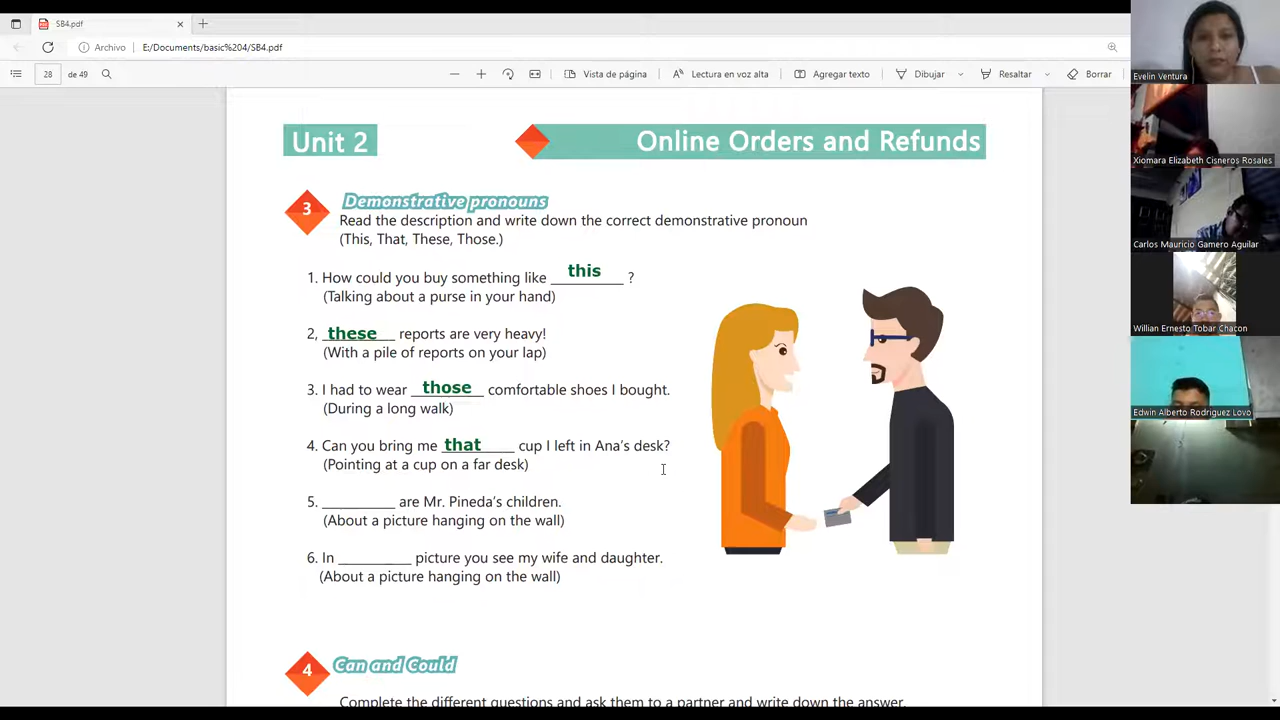 SB4.pdf
Archivo
E:/Documents/basic%204/SB4.pdf
28
de 49
Vista de página
Lectura en voz alta
Agregar texto
Dibujar
Resaltar
Borrar
Unit 2
Online Orders and Refunds
3
Demonstrative pronouns
Read the description and write down the correct demonstrative pronoun
(This, That, These, Those.)
1. How could you buy something like this ?
(Talking about a purse in your hand)
2, these reports are very heavy!
(With a pile of reports on your lap)
3. I had to wear those comfortable shoes I bought.
(During a long walk)
4. Can you bring me that cup I left in Ana's desk?
(Pointing at a cup on a far desk)
5. __________ are Mr. Pineda's children.
(About a picture hanging on the wall)
6. In __________ picture you see my wife and daughter.
(About a picture hanging on the wall)
4
Can and Could
Complete the different questions and ask them to a partner and write down the answer.
Evelin Ventura
Xiomara Elizabeth Cisneros Rosales
Carlos Mauricio Gamero Aguilar
Willian Ernesto Tobar Chacon
Edwin Alberto Rodriguez Lovo